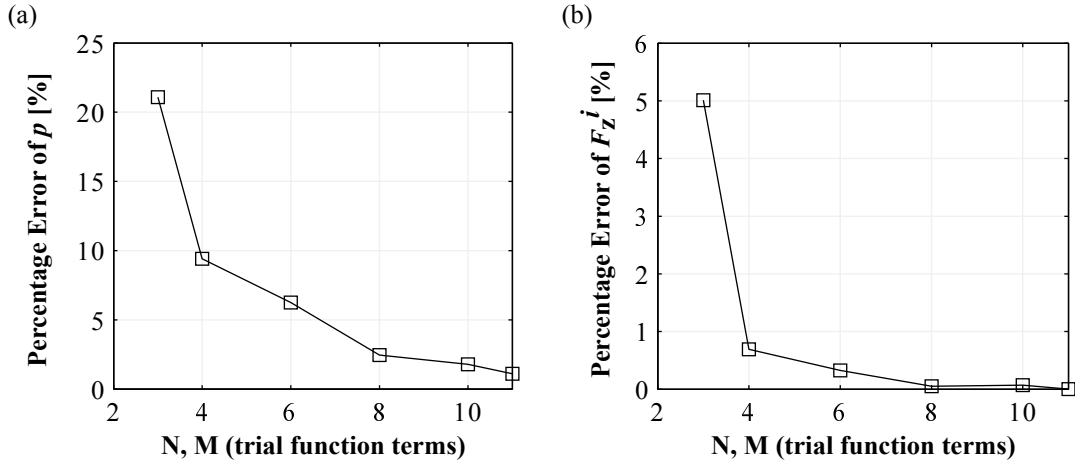 (a)
Percentage Error of p [%]
25
20
15
10
5
0
2 4 6 8 10
N, M (trial function terms)
(b)
Percentage Error of Fzⁱ [%]
6
5
4
3
2
1
0
2 4 6 8 10
N, M (trial function terms)